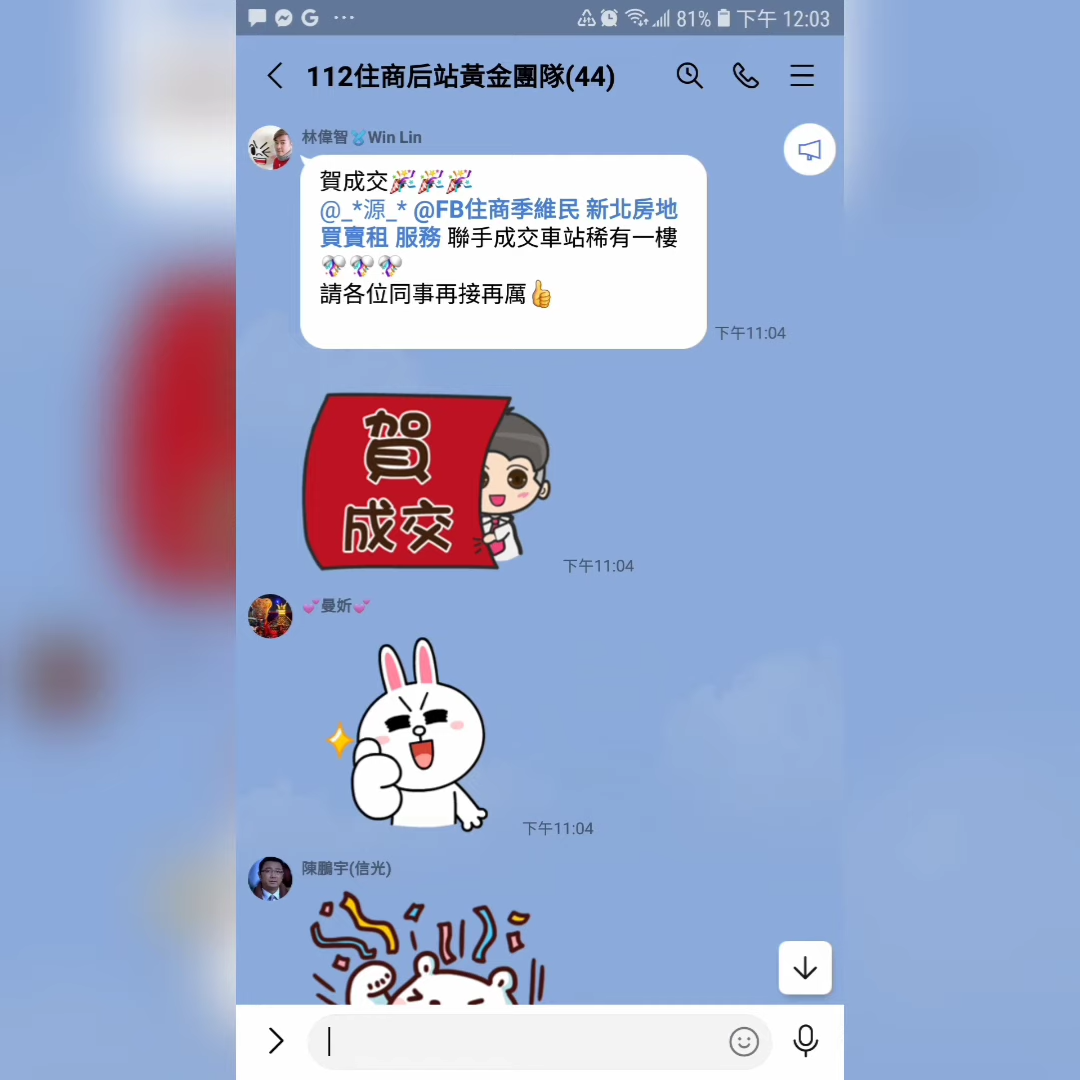 81% 下午 12:03
112住商后站黃金團隊(44)
林偉智Win Lin
賀成交
@_*源_* @FB住商季維民 新北房地
買賣租 服務 聯手成交車站稀有一樓
請各位同事再接再厲
下午11:04
賀
成交
下午11:04
曼妡
下午11:04
陳鵬宇(信光)